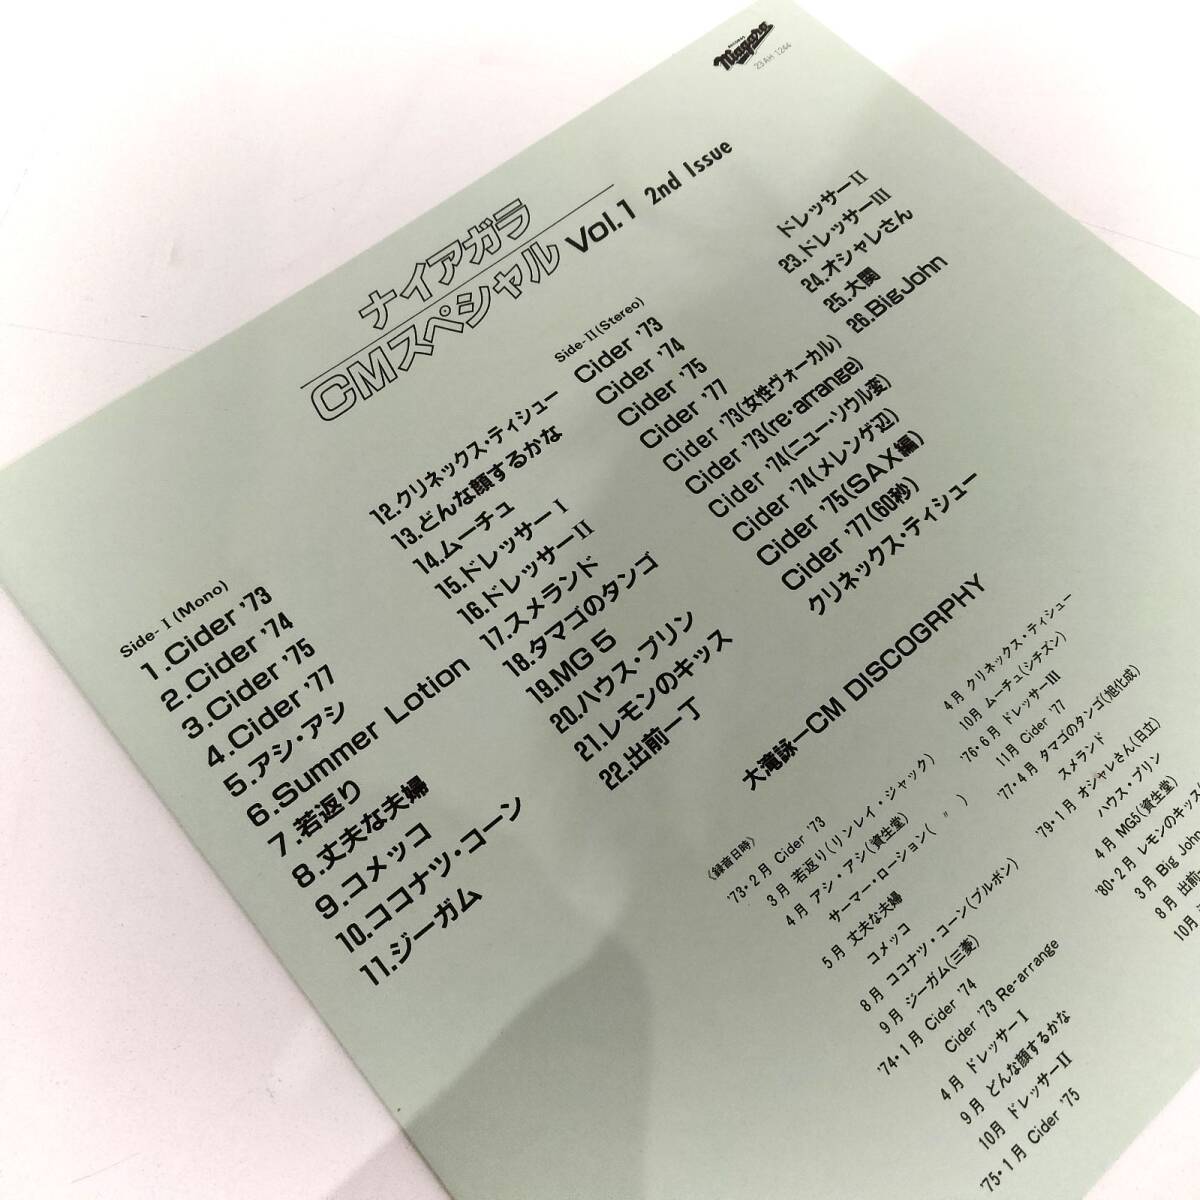 RECORDS
Niagara
23AH 1244
ナイアガラ
CMスペシャル Vol.1 2nd Issue
Side-Ⅰ(Mono)
1.Cider '73
2.Cider '74
3.Cider '75
4.Cider '77
5.アシ・アシ
6.Summer Lotion
7.若返り
8.丈夫な夫婦
9.コメッコ
10.ココナツ・コーン
11.ジーガム
12.クリネックス・ティシュー
13.どんな顔するかな
14.ムーチュ
15.ドレッサーⅠ
16.ドレッサーⅡ
17.スメランド
18.タマゴのタンゴ
19.MG5
20.ハウス・プリン
21.レモンのキッス
22.出前一丁
Side-Ⅱ(Stereo)
Cider '73
Cider '74
Cider '75
Cider '77
Cider '73(女性ヴォーカル)
Cider '73(re・arrange)
Cider '74(ニュー・ソウル変)
Cider '74(メレンゲ辺)
Cider '75(SAX編)
Cider '77(60秒)
クリネックス・ティシュー
ドレッサーⅡ
23.ドレッサーⅢ
24.オシャレさん
25.大関
26.BigJohn
大滝詠一CM DISCOGRPHY
《録音日時》
'73・2月 Cider '73
3月 若返り(リンレイ・ジャック)
4月 アシ・アシ(資生堂)
サーマー・ローション( 〃 )
5月 丈夫な夫婦
コメッコ
8月 ココナツ・コーン(ブルボン)
9月 ジーガム(三菱)
'74・1月 Cider '74
Cider '73 Re-arrange
4月 ドレッサーⅠ
9月 どんな顔するかな
10月 ドレッサーⅡ
'75・1月 Cider '75
4月 クリネックス・ティシュー
10月 ムーチュ(シチズン)
'76・6月 ドレッサーⅢ
11月 Cider '77
'77・4月 タマゴのタンゴ(旭化成)
スメランド
'79・1月 オシャレさん(日立)
ハウス・プリン
4月 MG5(資生堂)
'80・2月 レモンのキッス(
3月 Big John
8月 出前一
10月